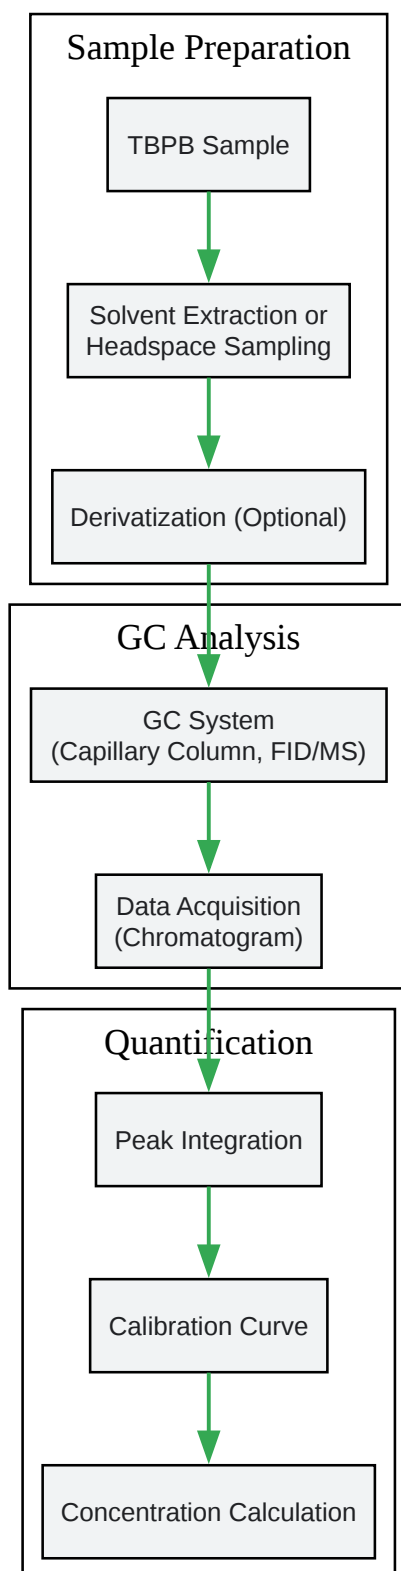 Sample Preparation
TBPB Sample
Solvent Extraction or
Headspace Sampling
Derivatization (Optional)
GC Analysis
GC System
(Capillary Column, FID/MS)
Data Acquisition
(Chromatogram)
Quantification
Peak Integration
Calibration Curve
Concentration Calculation